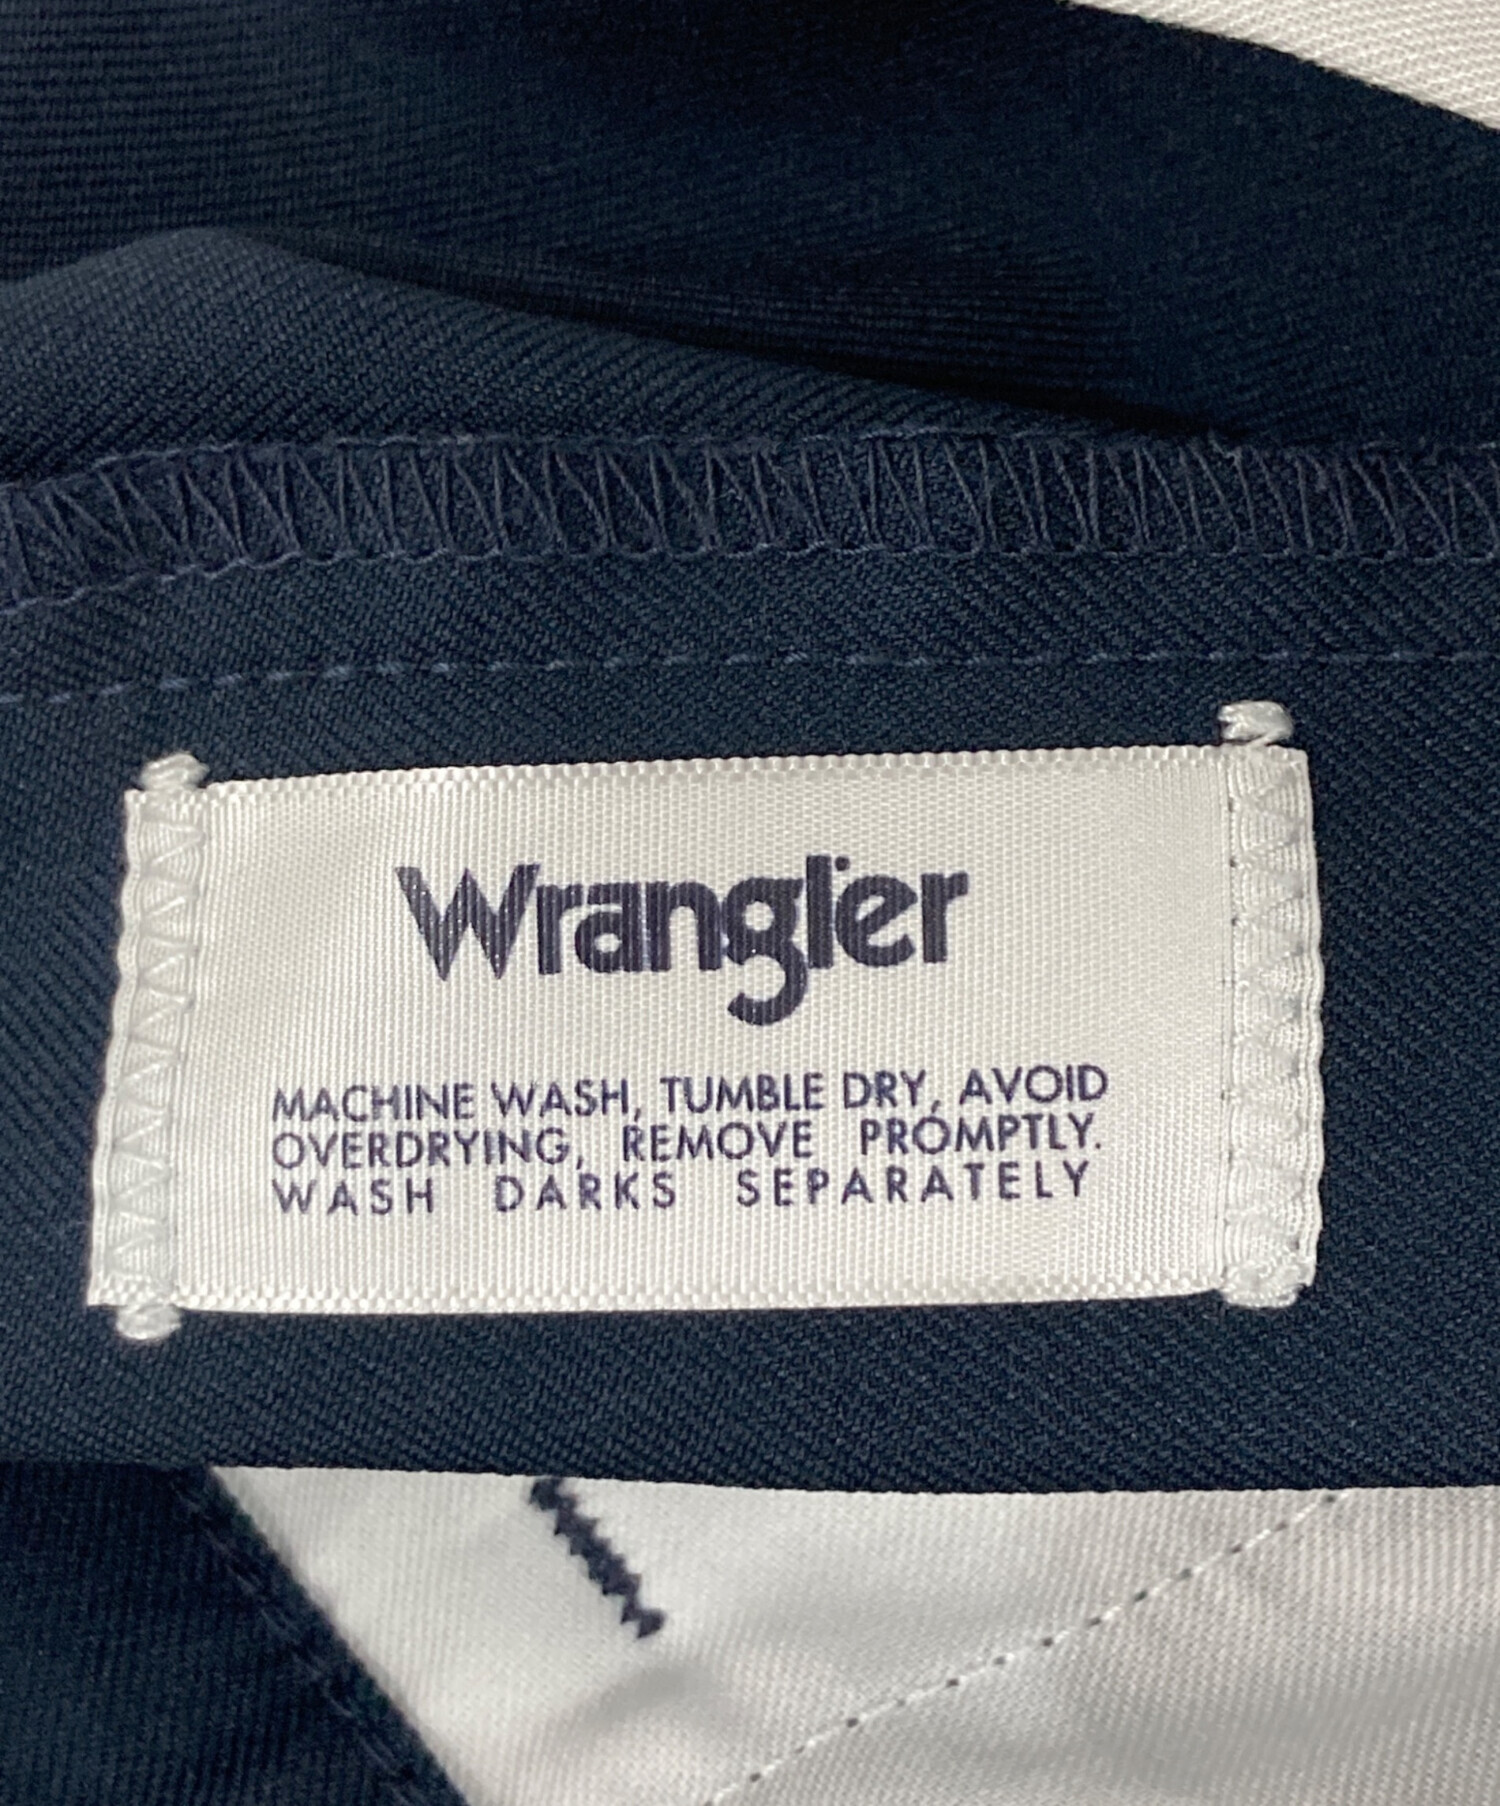 Wrangler
MACHINE WASH, TUMBLE DRY, AVOID
OVERDRYING, REMOVE PROMPTLY.
WASH DARKS SEPARATELY